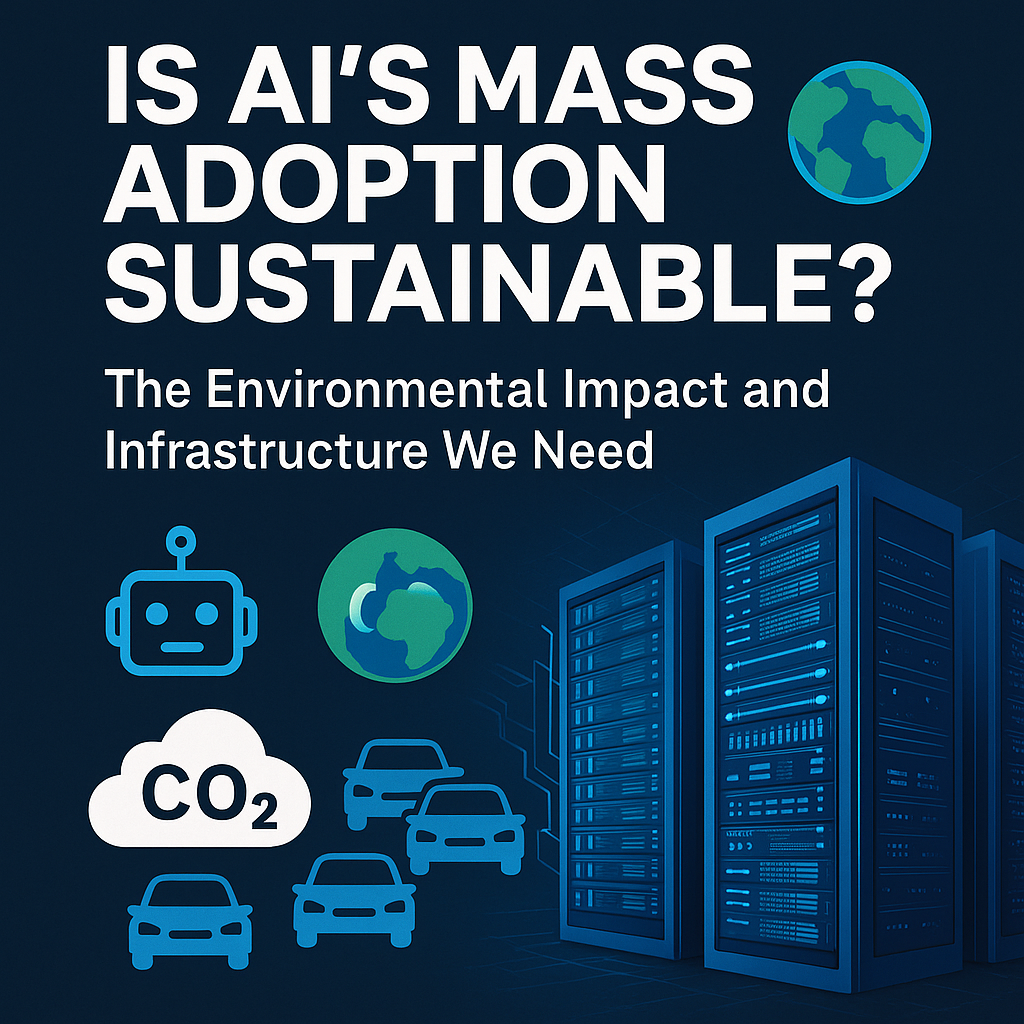 IS AI'S MASS
ADOPTION
SUSTAINABLE?
The Environmental Impact and
Infrastructure We Need
CO₂